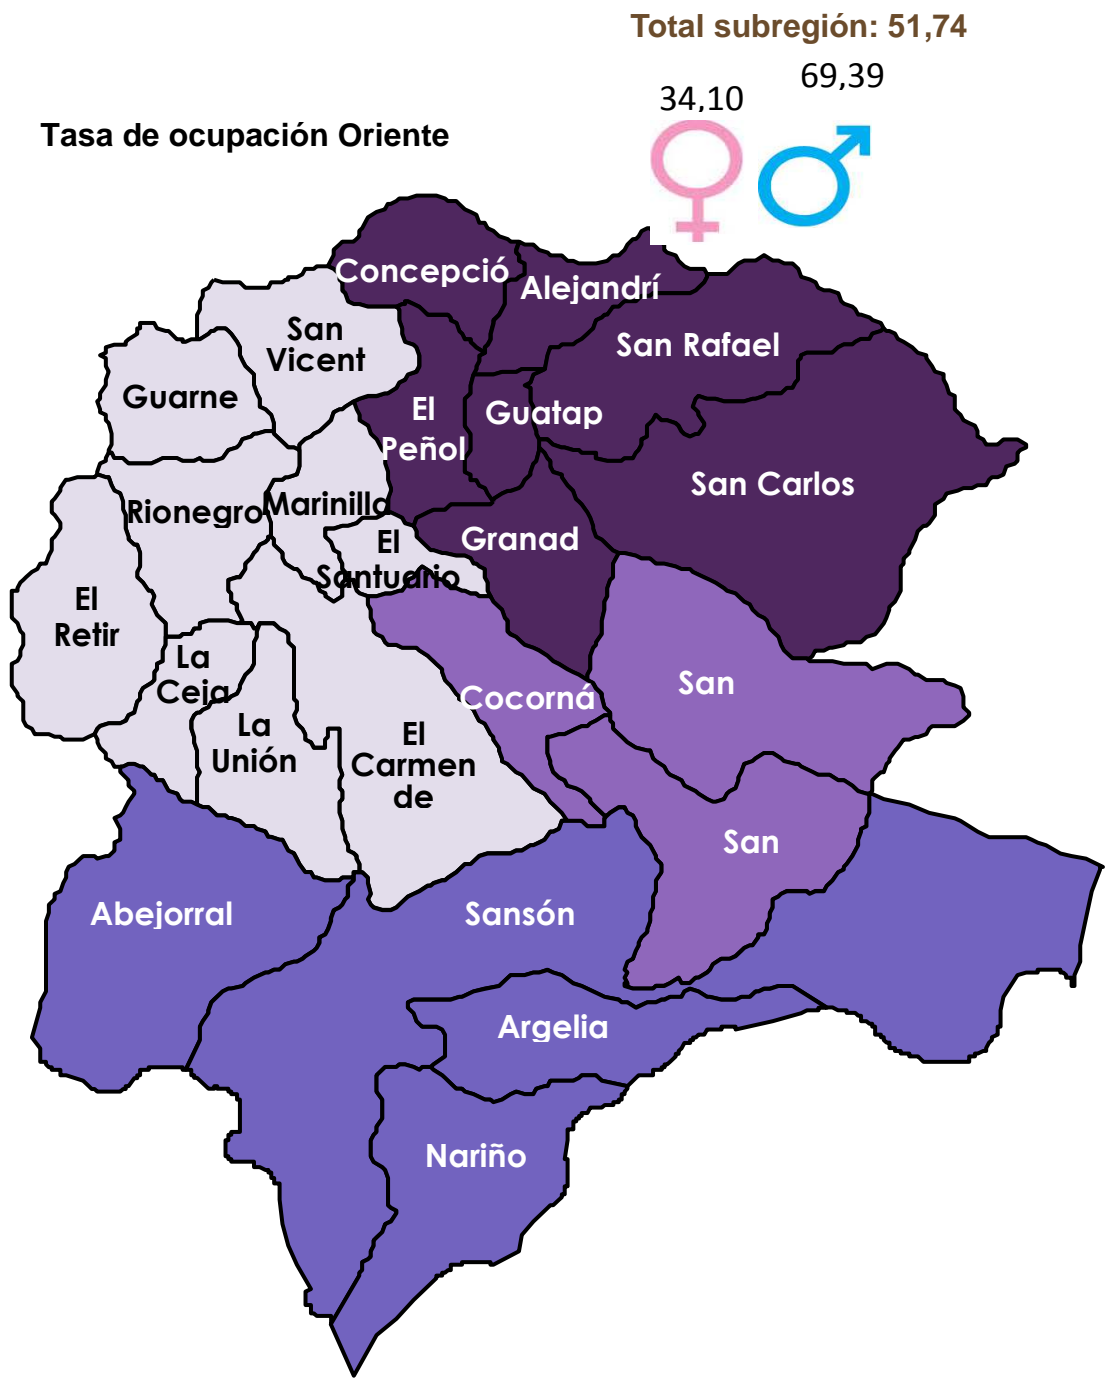 Total subregión: 51,74
69,39
34,10
Tasa de ocupación Oriente
Concepció
Alejandrí
San
Vicent
San Rafael
Guarne
El
Peñol
Guatap
San Carlos
Rionegro
Marinilla
Granad
El
Santuario
El
Retir
La
Ceja
San
Cocorná
La
Unión
El
Carmen
de
San
Abejorral
Sansón
Argelia
Nariño